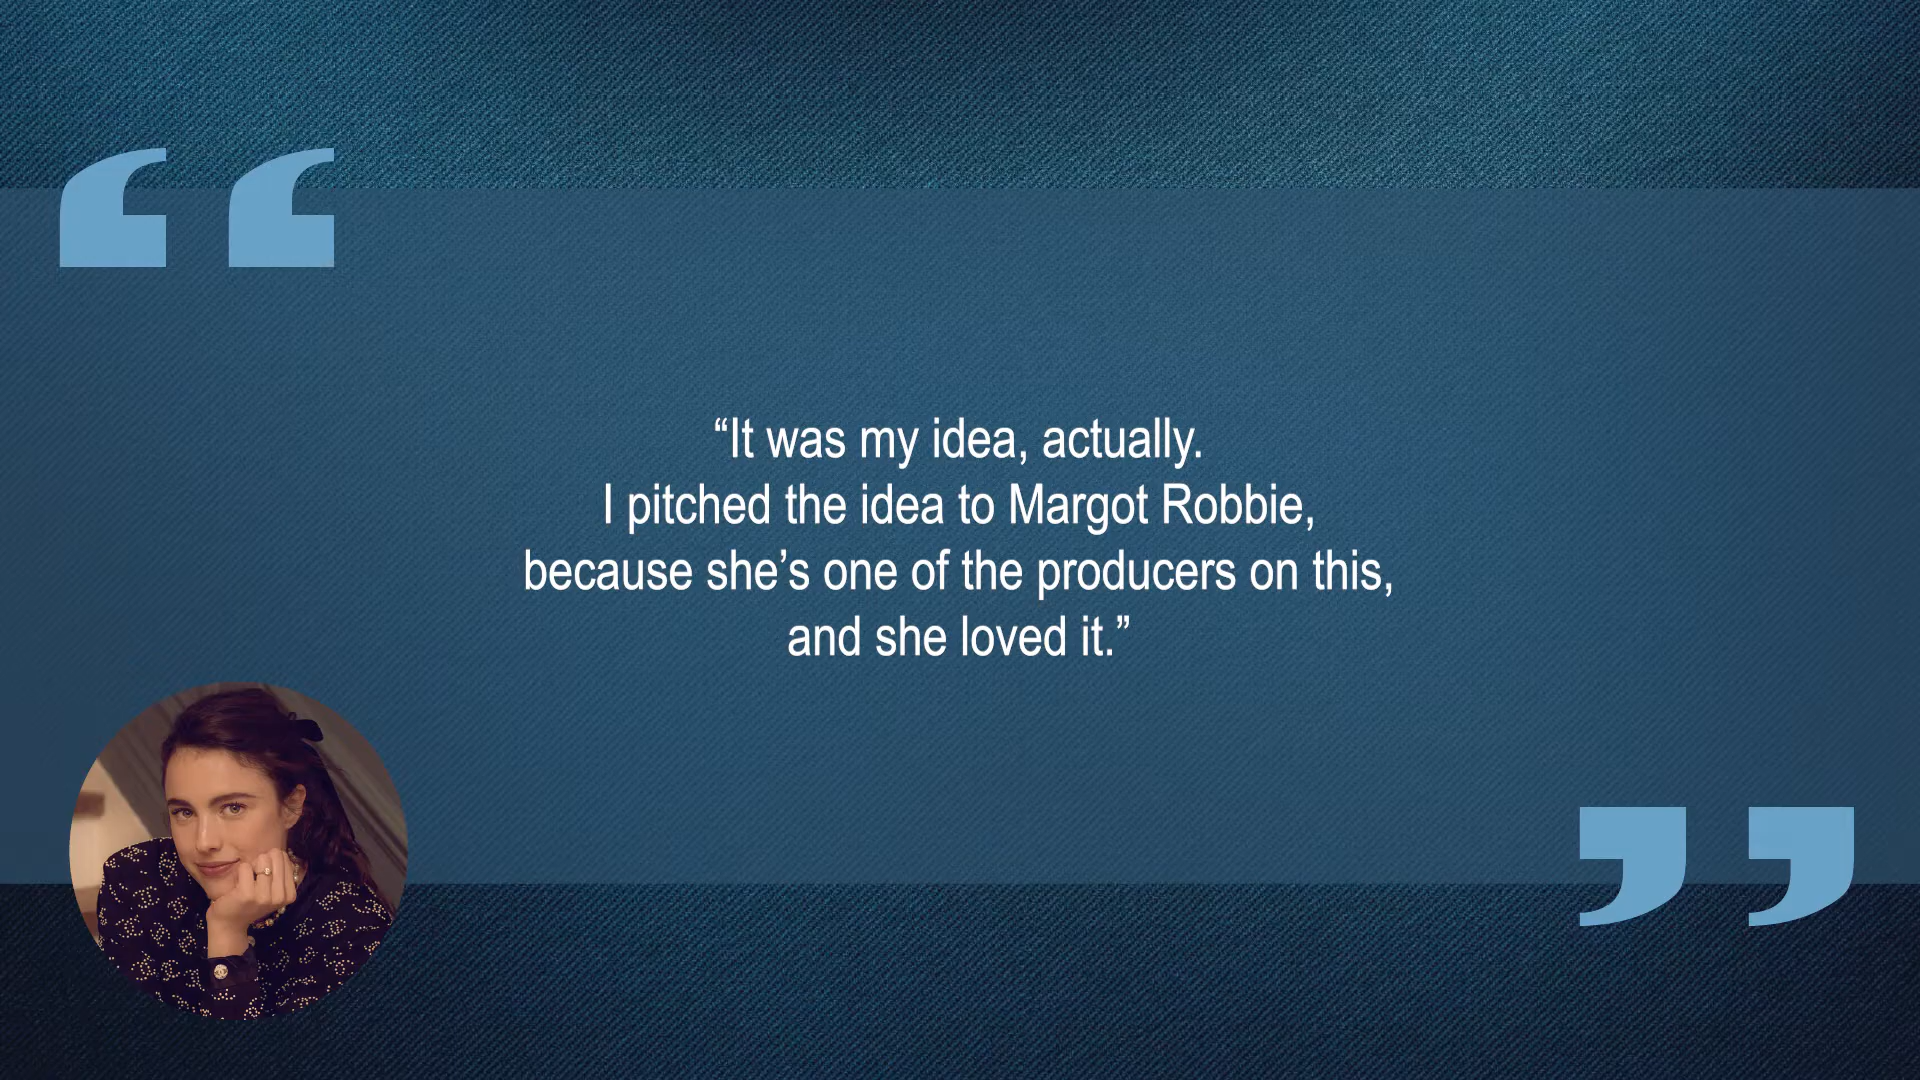 “It was my idea, actually.
I pitched the idea to Margot Robbie,
because she’s one of the producers on this,
and she loved it.”